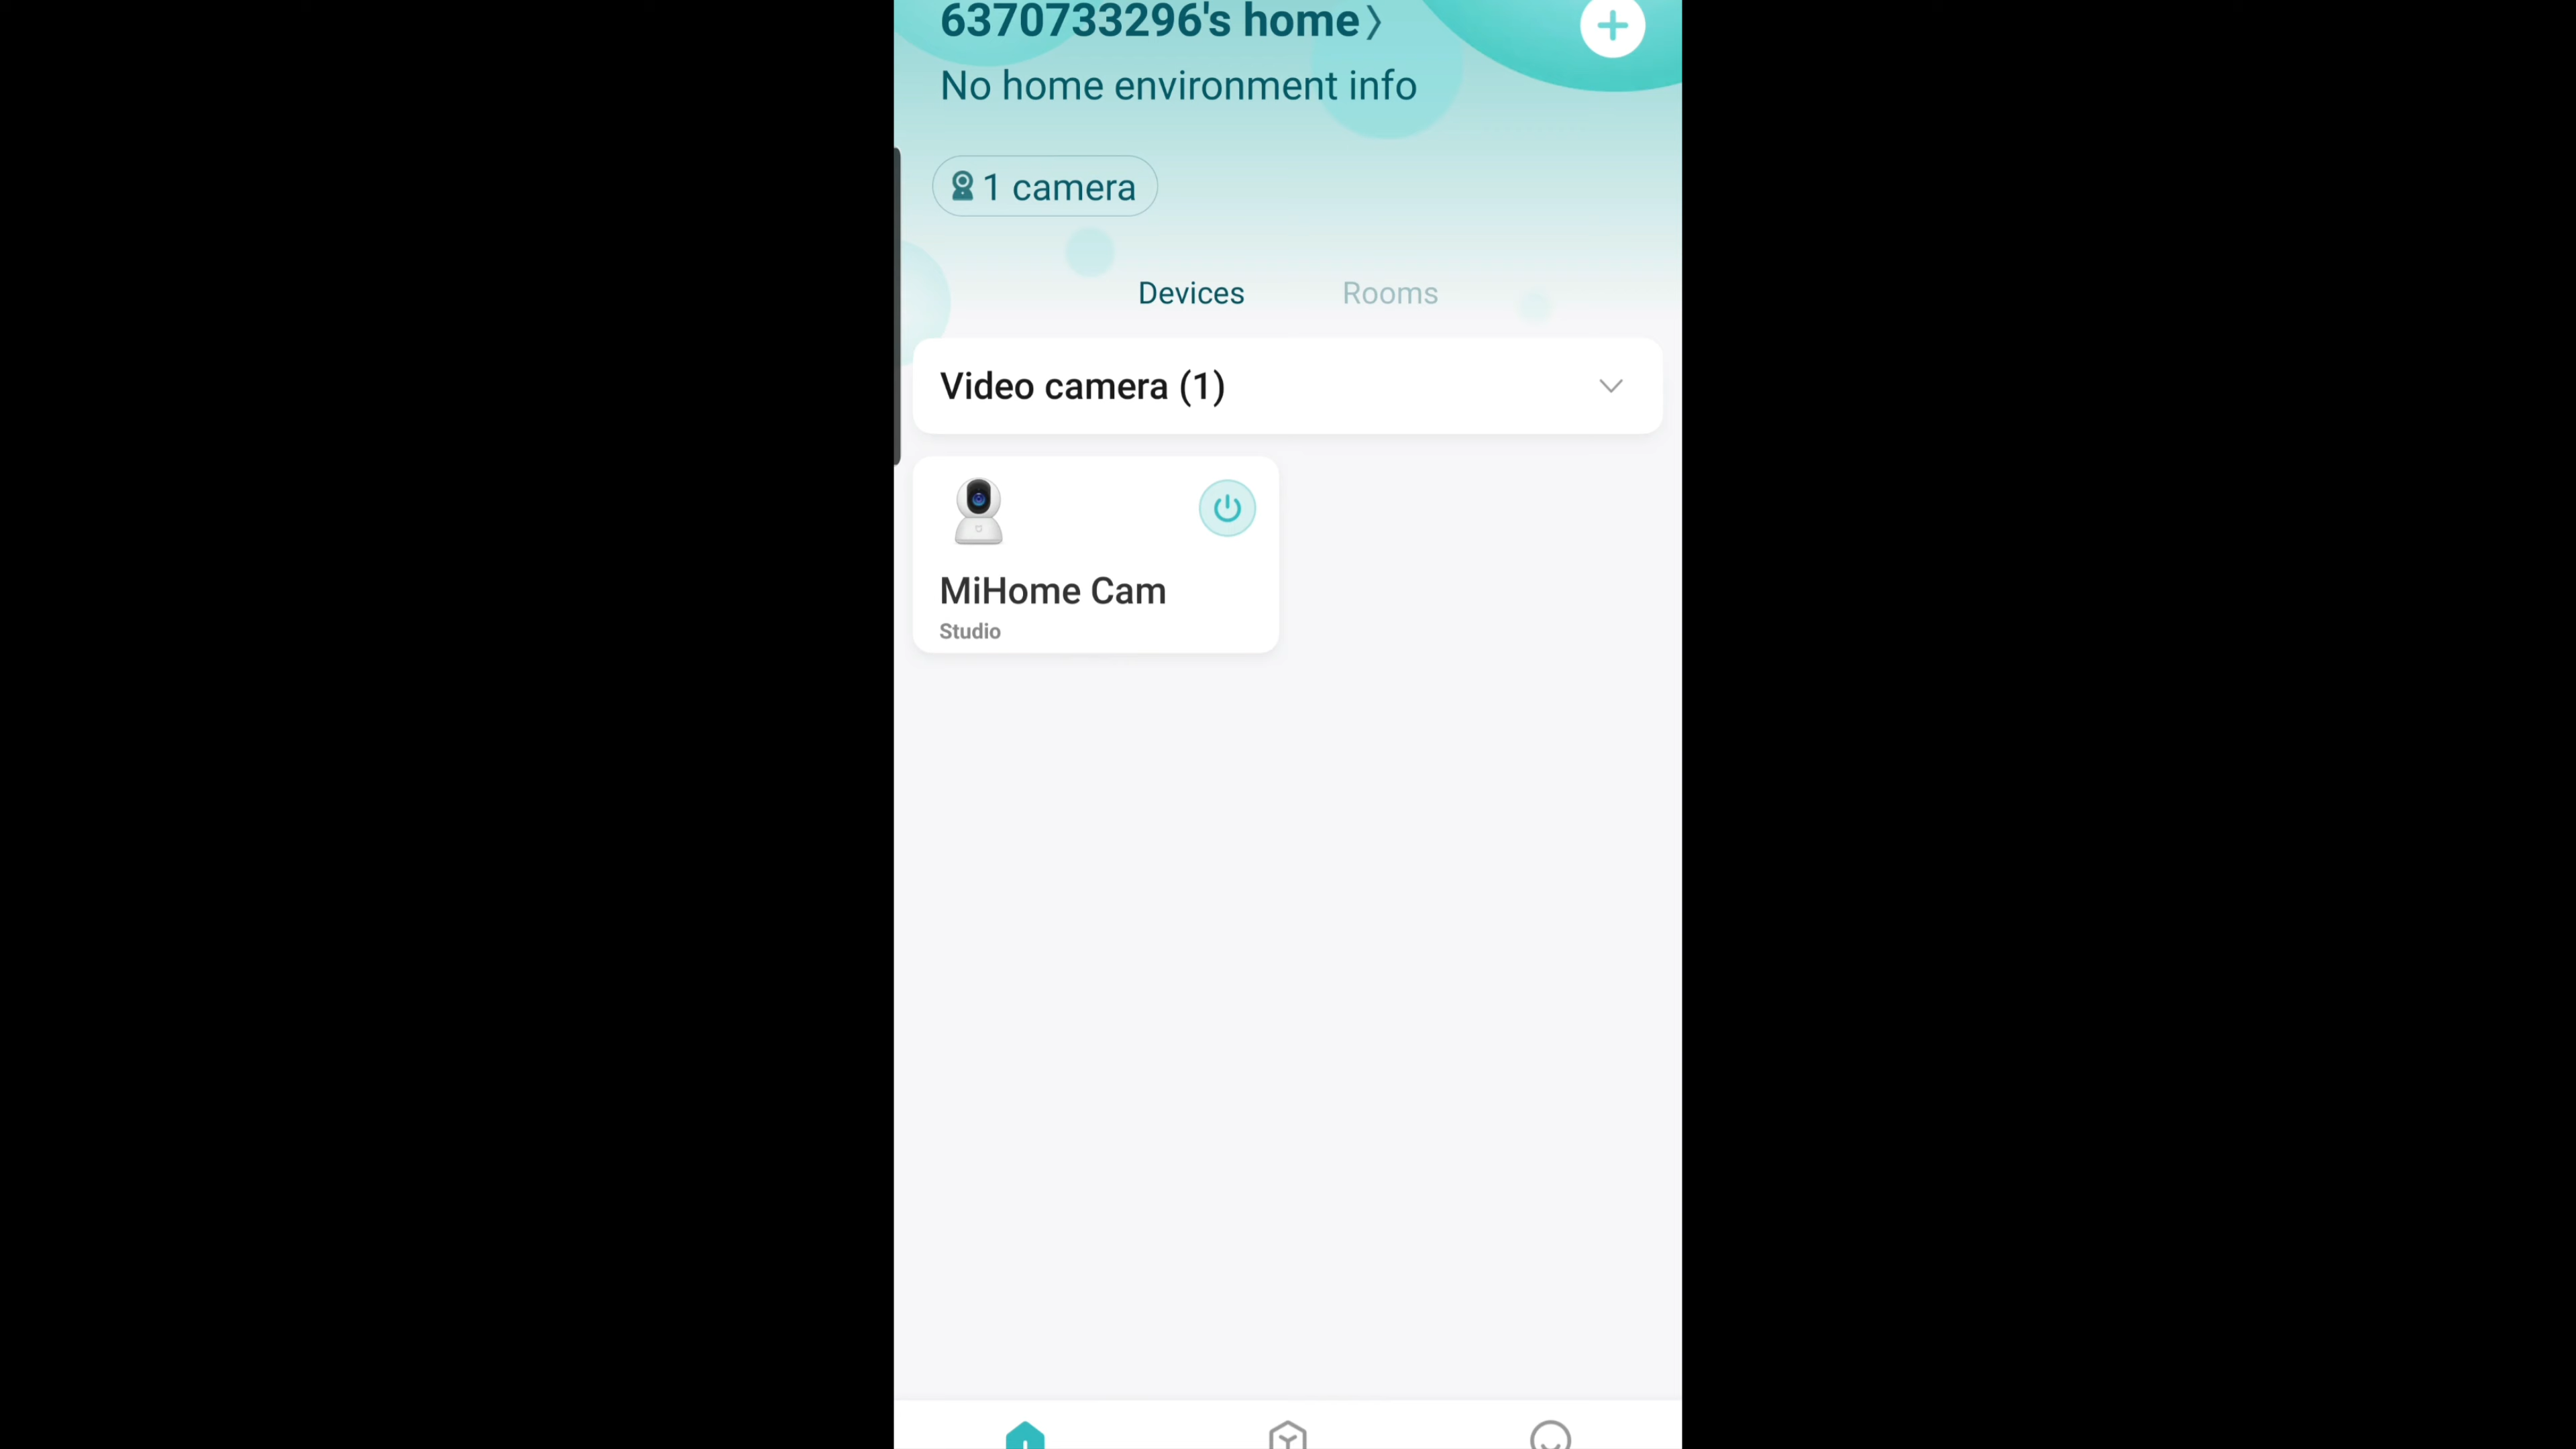 6370733296's home
No home environment info
1 camera
Devices Rooms
Video camera (1)
MiHome Cam
Studio